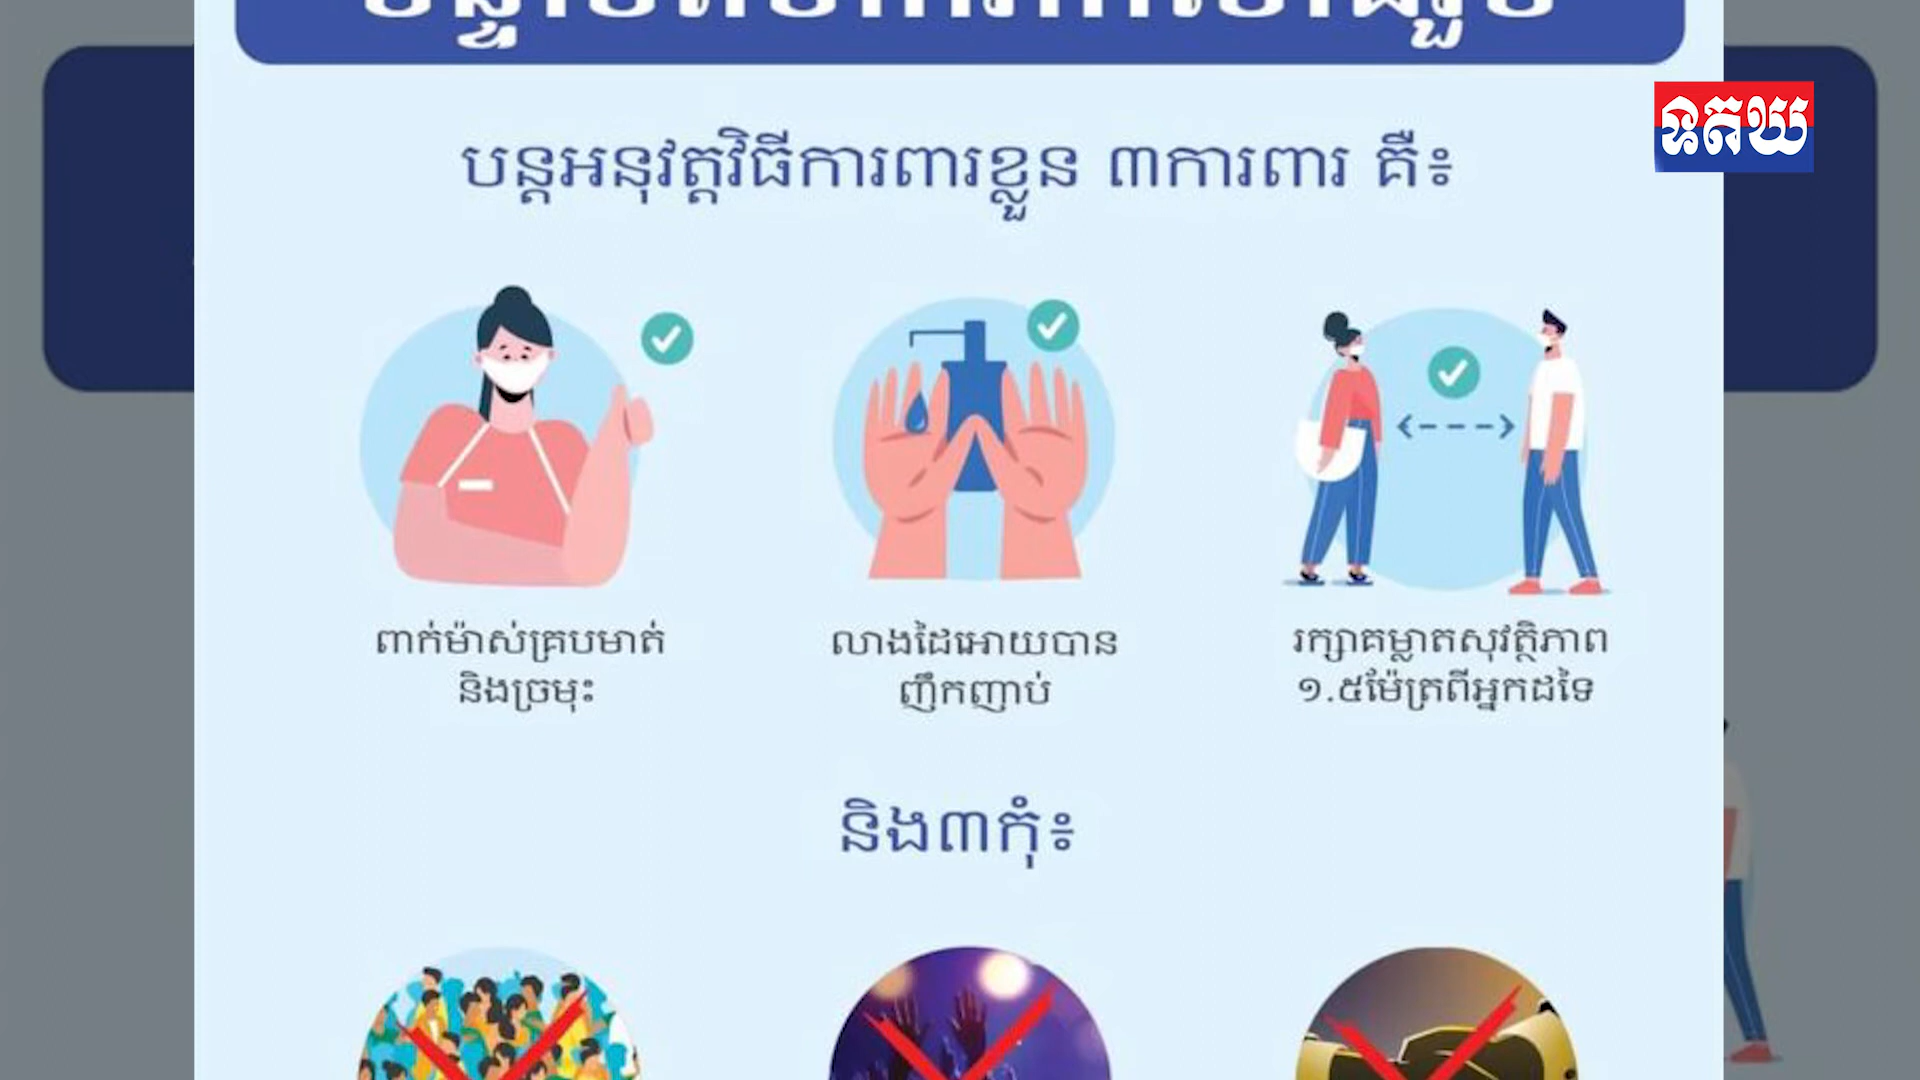 ឧតយ
បន្តអនុវត្តវិធីការពារខ្លួន ៣ការពារ គឺ៖
ពាក់ម៉ាស់គ្របមាត់
និងច្រមុះ
លាងដៃអោយបាន
ញឹកញាប់
រក្សាគម្លាតសុវត្ថិភាព
១.៥ម៉ែត្រពីអ្នកដទៃ
និង៣កុំ៖